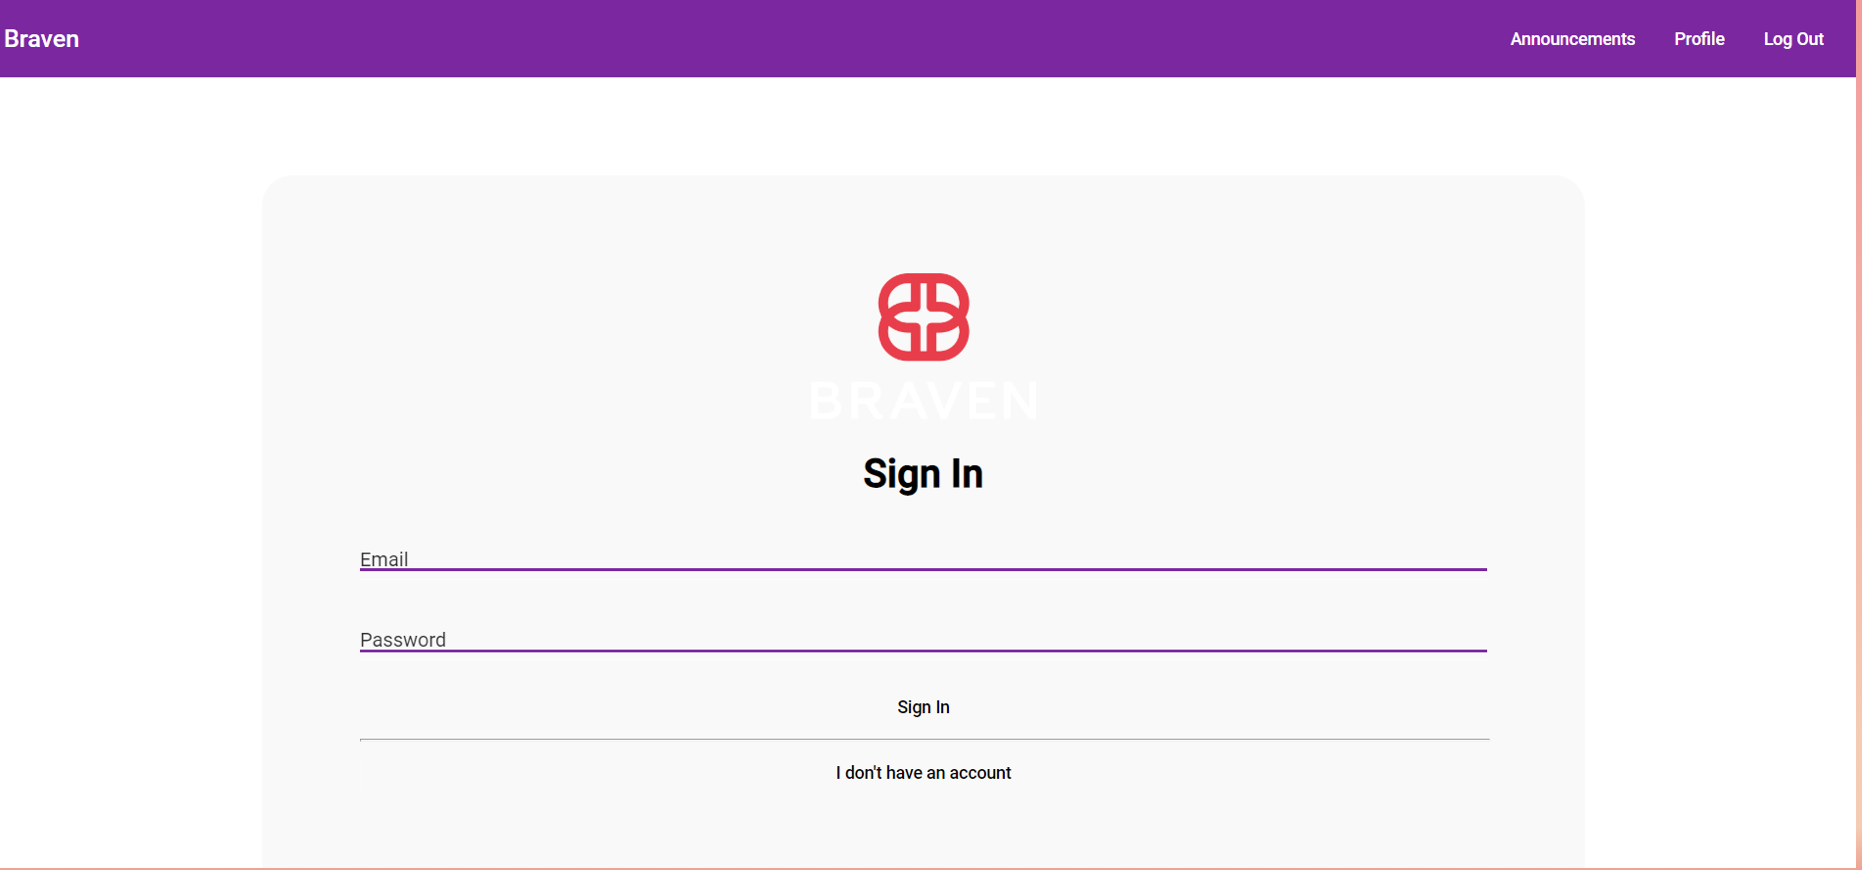 Braven
Announcements Profile Log Out
BRAVEN
Sign In
Email
Password
Sign In
I don't have an account